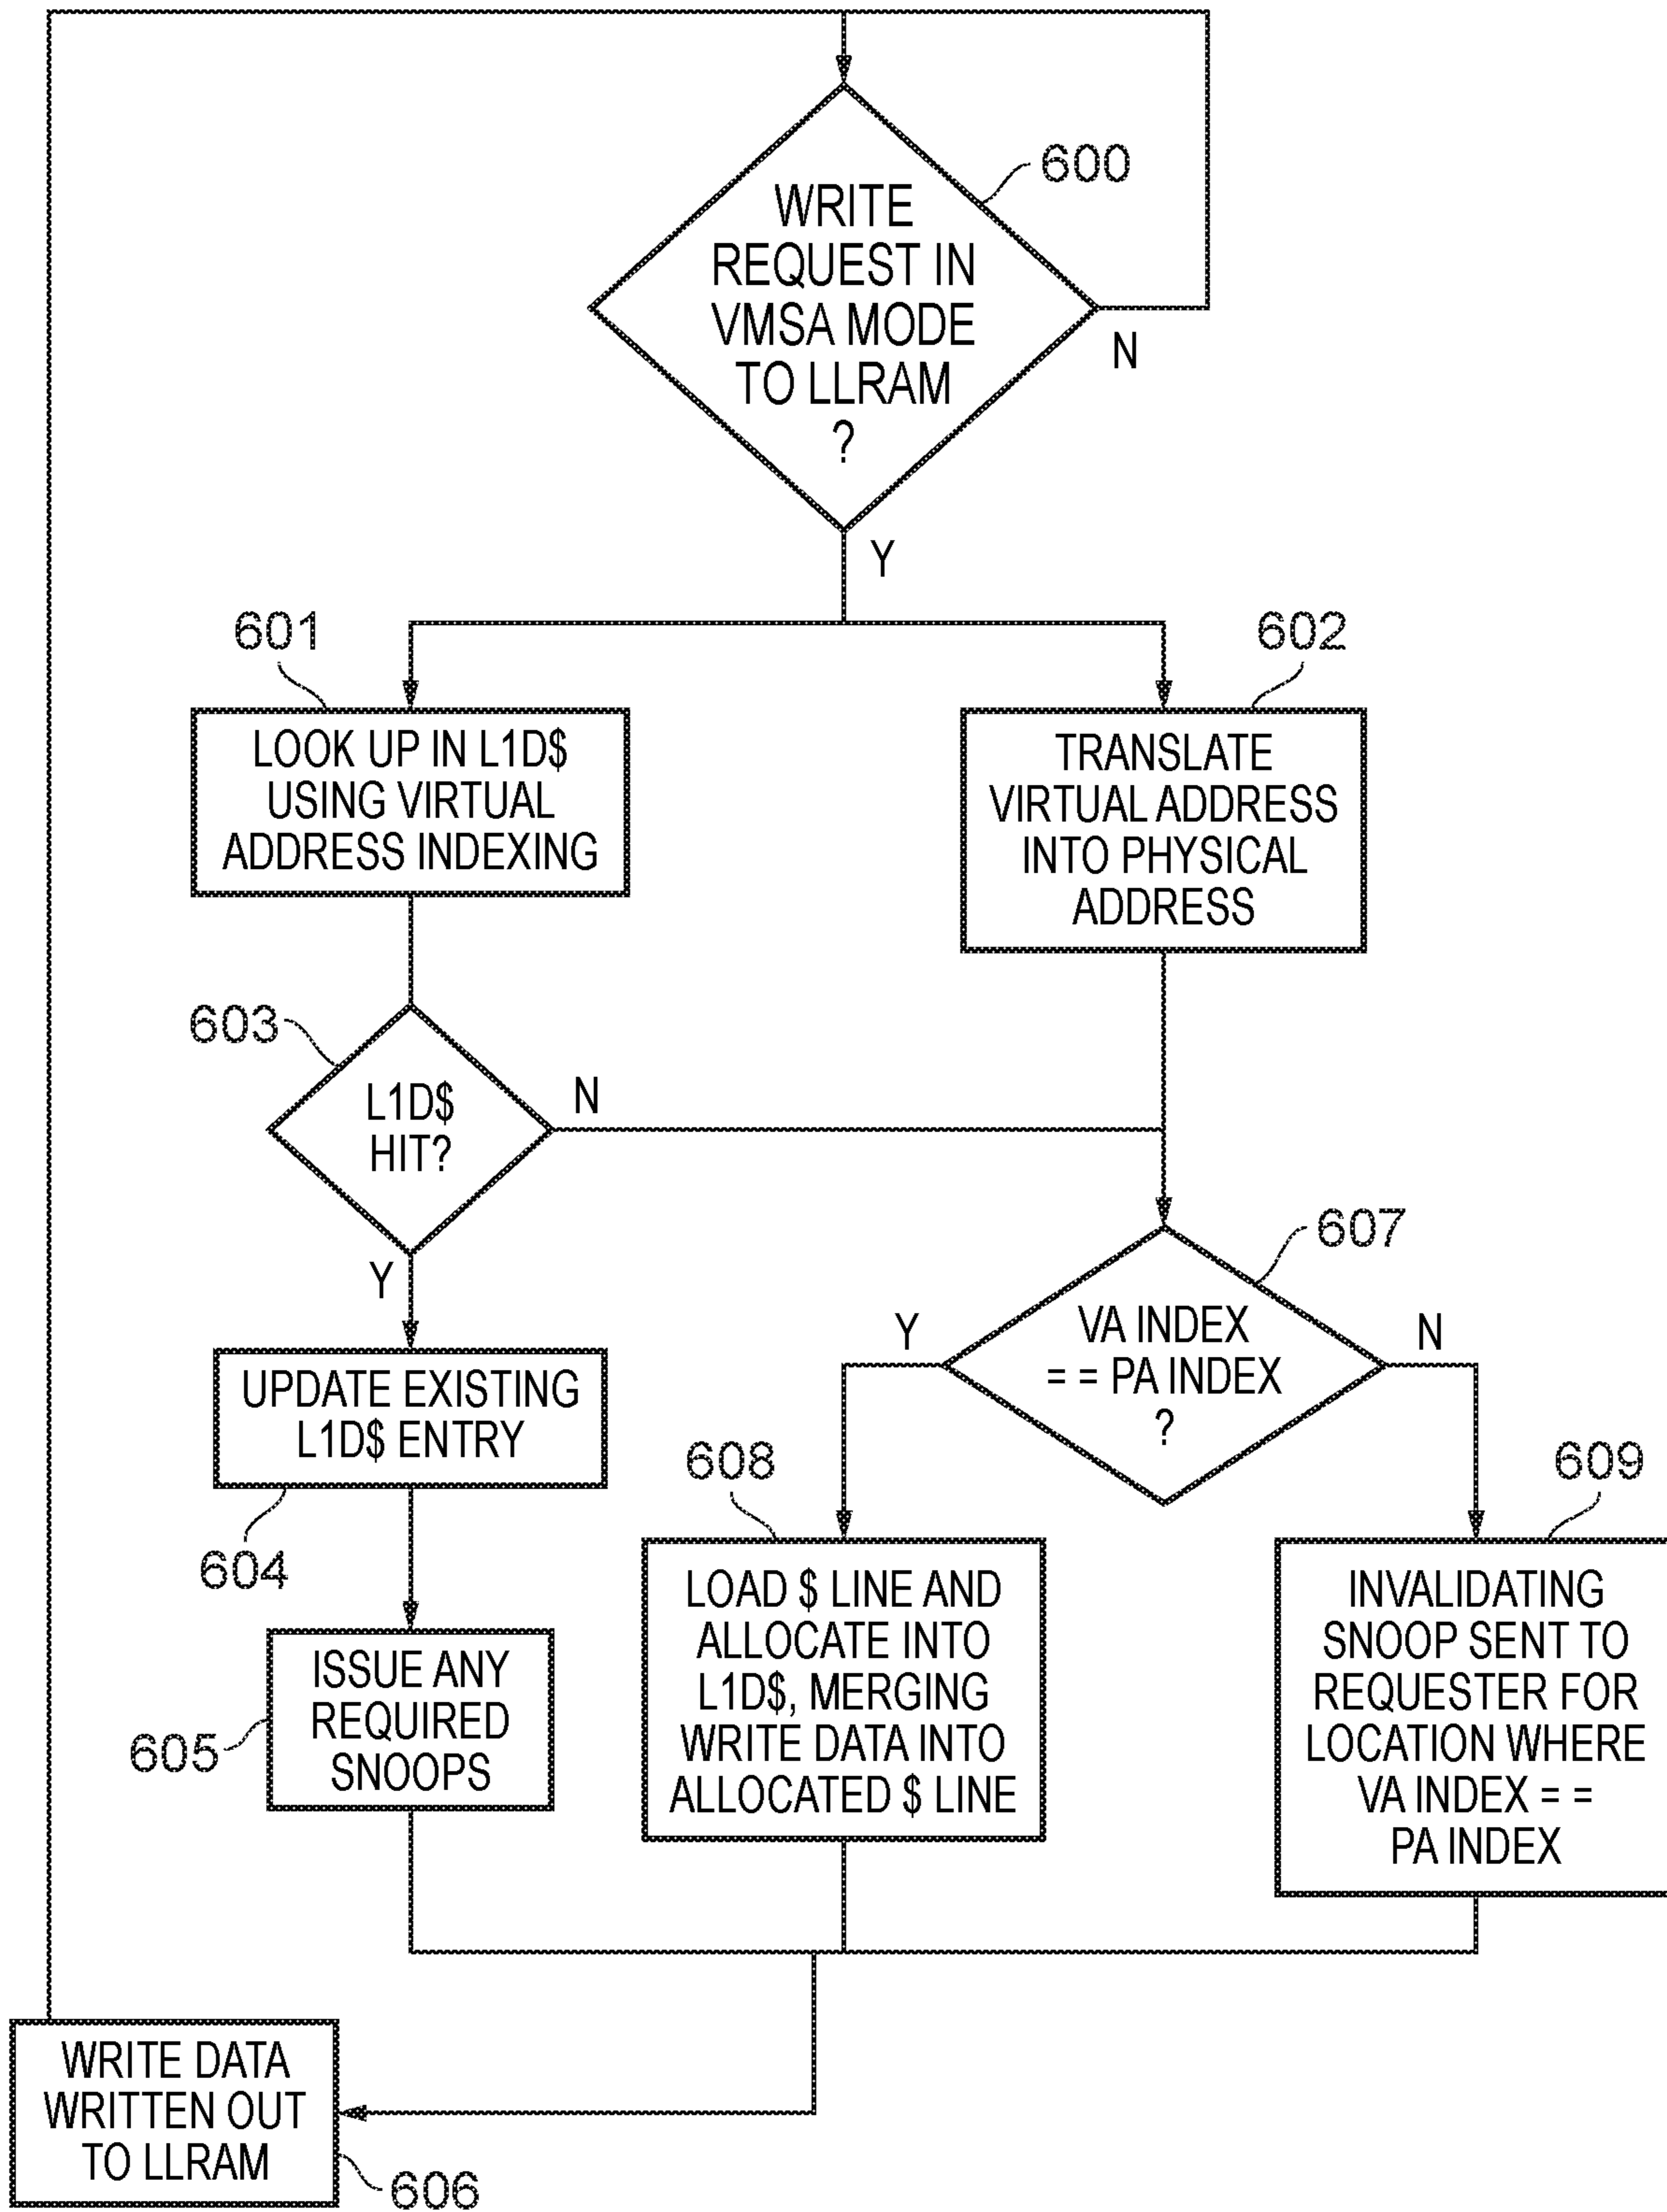 600
WRITE
REQUEST IN
VMSA MODE
TO LLRAM
?
N
Y
601
602
LOOK UP IN L1D$
USING VIRTUAL
ADDRESS INDEXING
TRANSLATE
VIRTUAL ADDRESS
INTO PHYSICAL
ADDRESS
603
L1D$
HIT?
N
Y
607
VA INDEX
= = PA INDEX
?
Y
N
UPDATE EXISTING
L1D$ ENTRY
604
608
609
ISSUE ANY
REQUIRED
SNOOPS
605
LOAD $ LINE AND
ALLOCATE INTO
L1D$, MERGING
WRITE DATA INTO
ALLOCATED $ LINE
INVALIDATING
SNOOP SENT TO
REQUESTER FOR
LOCATION WHERE
VA INDEX = =
PA INDEX
WRITE DATA
WRITTEN OUT
TO LLRAM
606